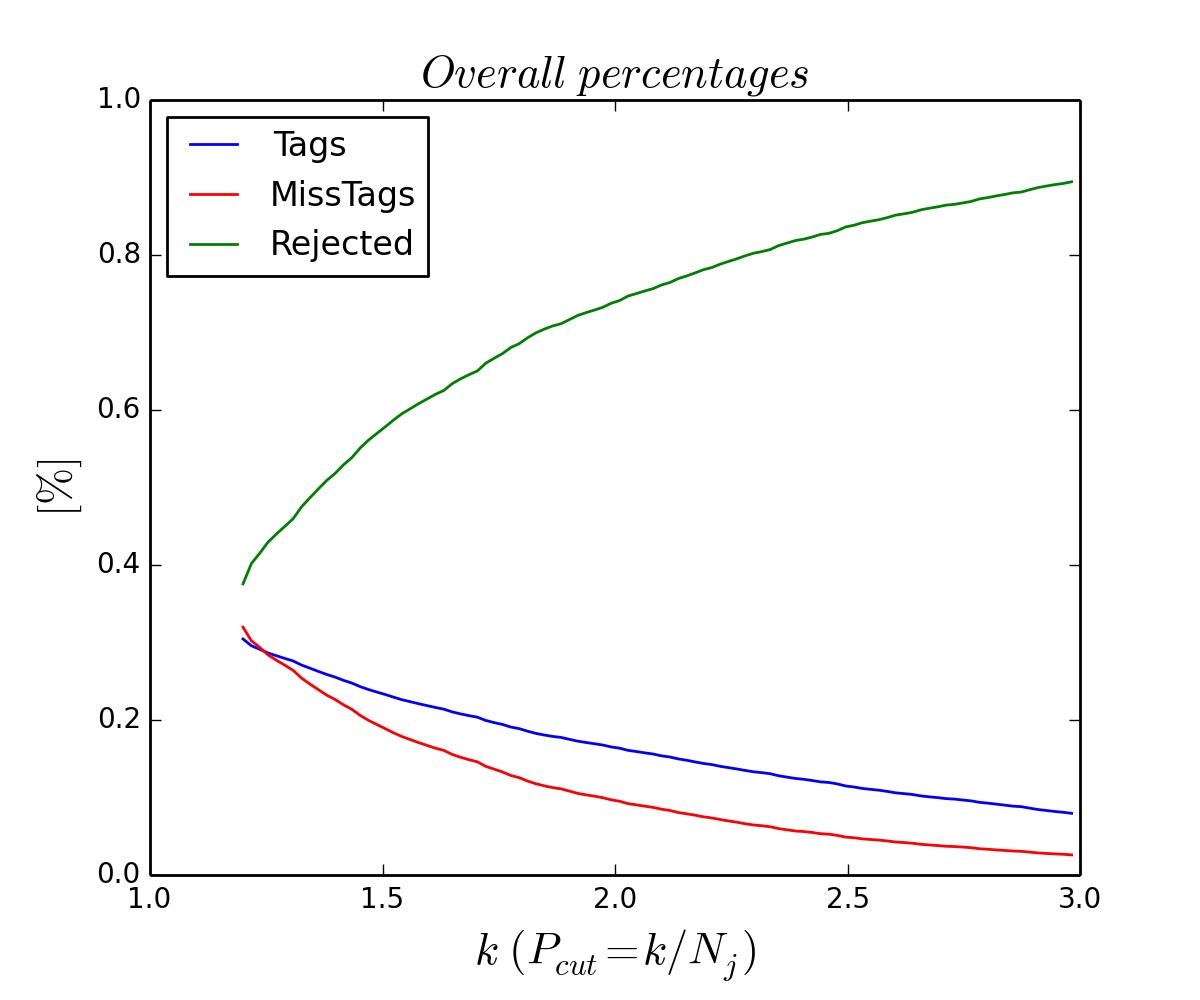 Overall percentages
1.0
Tags
MissTags
Rejected
0.8
0.6
[%]
0.4
0.2
0.0
1.0 1.5 2.0 2.5 3.0
k (P_cut = k/N_j)